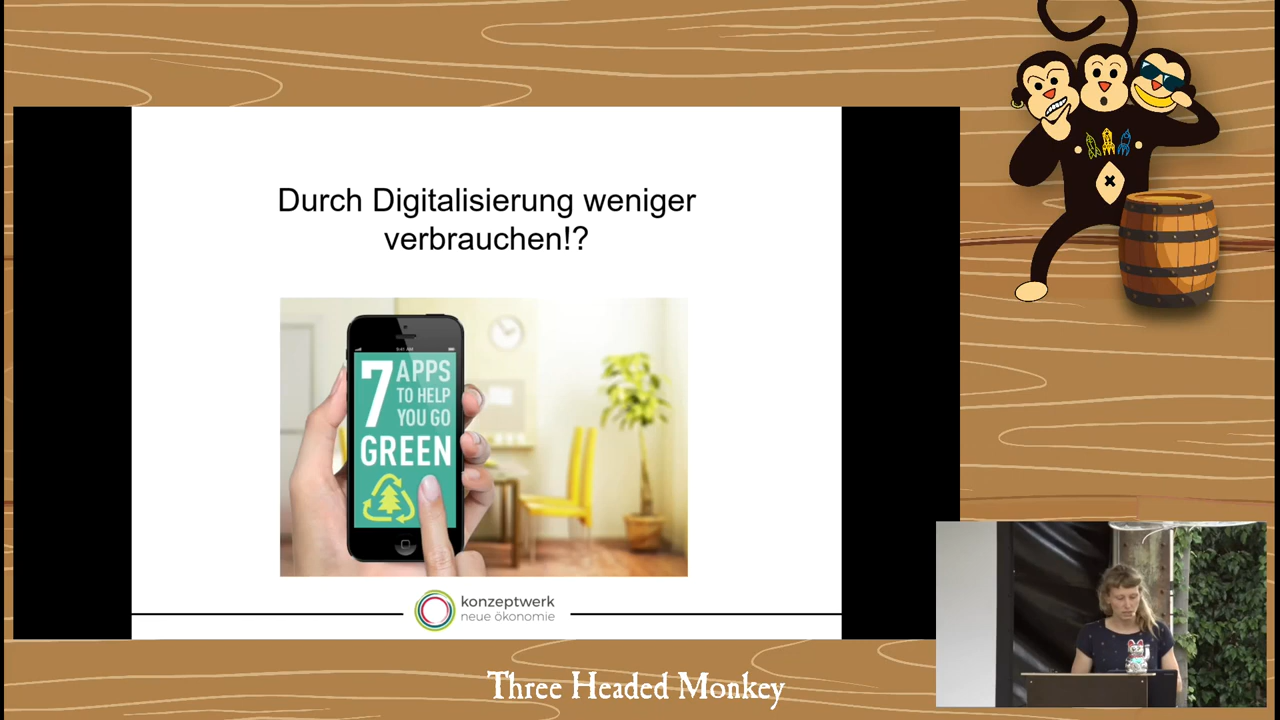 Durch Digitalisierung weniger
verbrauchen!?
7 APPS
TO HELP
YOU GO
GREEN
konzeptwerk
neue ökonomie
Three Headed Monkey